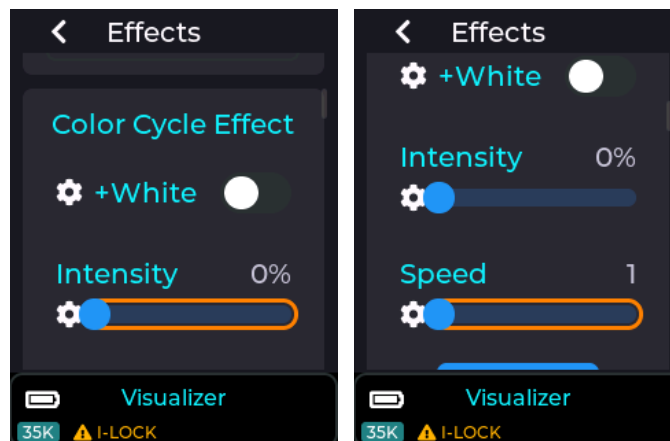 Effects
Color Cycle Effect
+White
Intensity 0%
Visualizer
35K I-LOCK
Effects
+White
Intensity 0%
Speed 1
Visualizer
35K I-LOCK